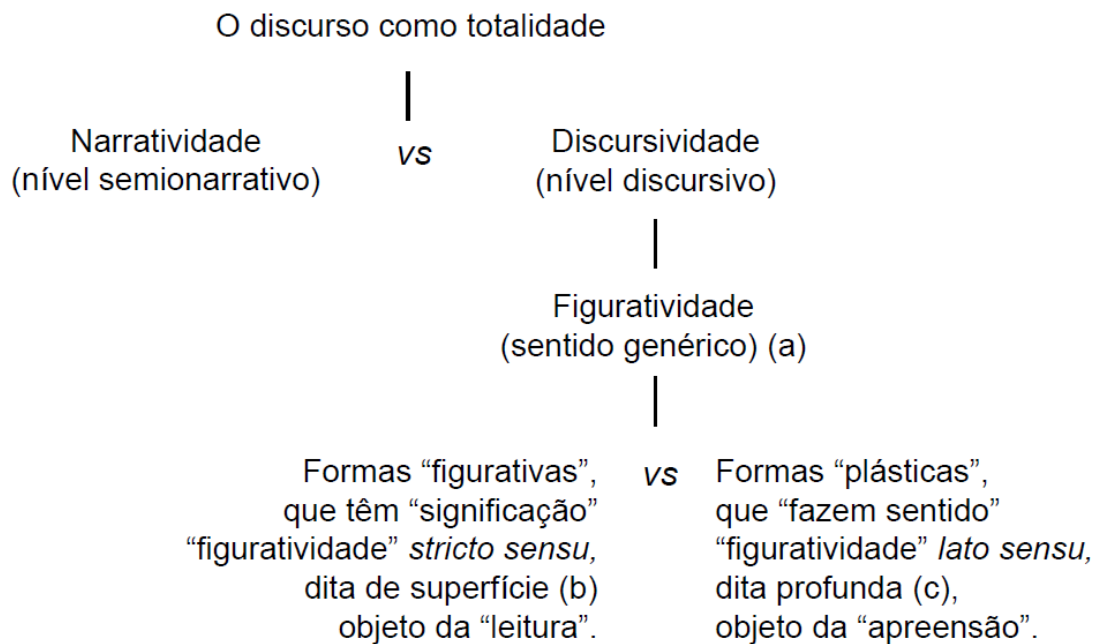 O discurso como totalidade
Narratividade
(nível semionarrativo)
vs
Discursividade
(nível discursivo)
Figuratividade
(sentido genérico) (a)
Formas “figurativas”,
que têm “significação”
“figuratividade” stricto sensu,
dita de superfície (b)
objeto da “leitura”.
vs
Formas “plásticas”,
que “fazem sentido”
“figuratividade” lato sensu,
dita profunda (c),
objeto da “apreensão”.